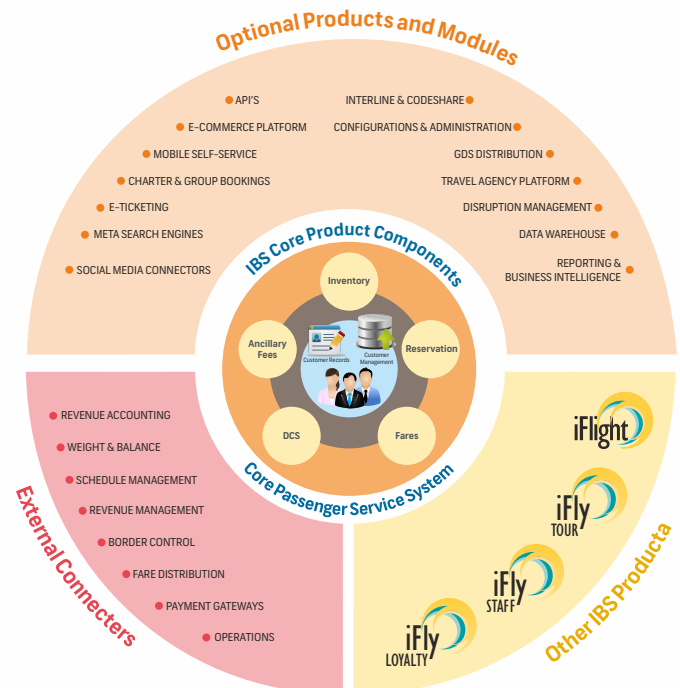 Optional Products and Modules
API'S
E-COMMERCE PLATFORM
MOBILE SELF-SERVICE
CHARTER & GROUP BOOKINGS
E-TICKETING
META SEARCH ENGINES
SOCIAL MEDIA CONNECTORS
INTERLINE & CODESHARE
CONFIGURATIONS & ADMINISTRATION
GDS DISTRIBUTION
TRAVEL AGENCY PLATFORM
DISRUPTION MANAGEMENT
DATA WAREHOUSE
REPORTING &
BUSINESS INTELLIGENCE
IBS Core Product Components
Inventory
Ancillary
Fees
Reservation
Customer Records
Customer
Management
DCS
Fares
Core Passenger Service System
REVENUE ACCOUNTING
WEIGHT & BALANCE
SCHEDULE MANAGEMENT
REVENUE MANAGEMENT
BORDER CONTROL
FARE DISTRIBUTION
PAYMENT GATEWAYS
OPERATIONS
External Connecters
iFlight
iFly
TOUR
iFly
STAFF
iFly
LOYALTY
Other IBS Producta